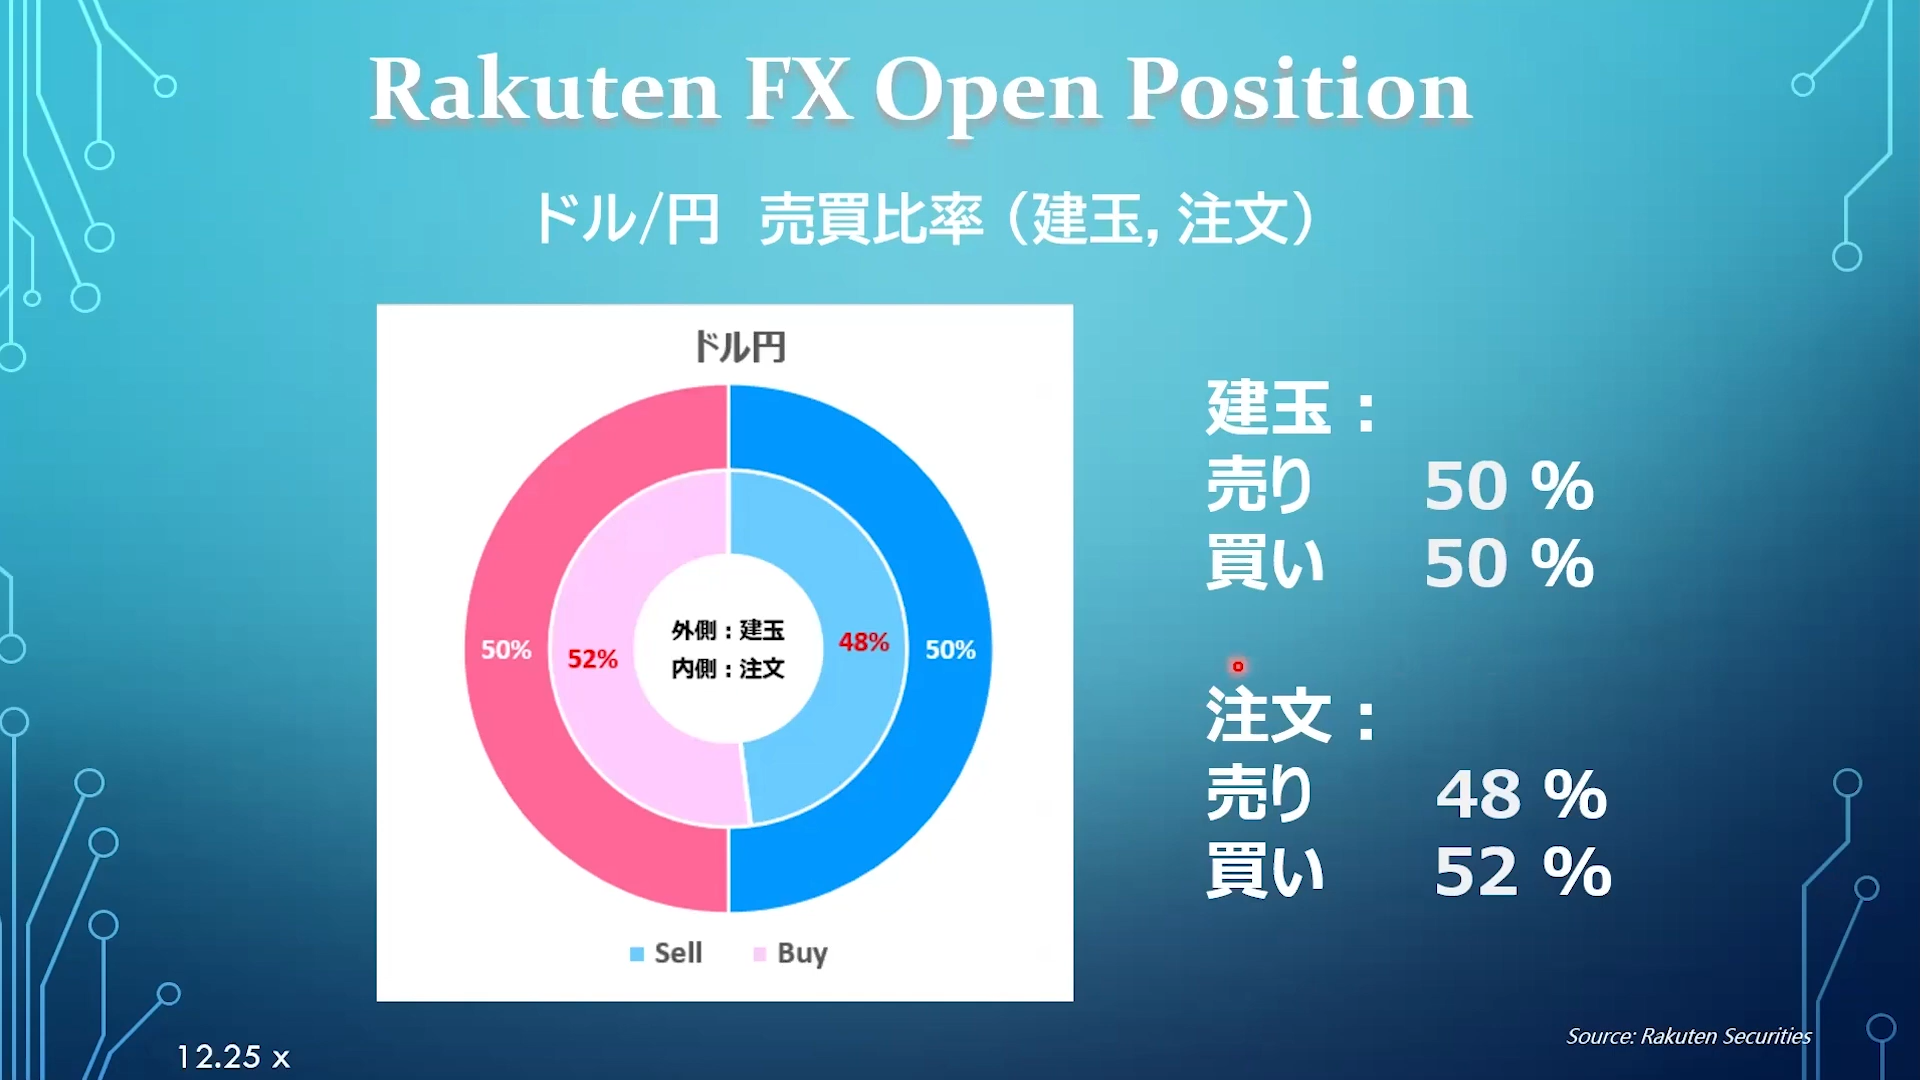 Rakuten FX Open Position
ドル/円 売買比率（建玉, 注文）
ドル円
50%
52%
外側：建玉
内側：注文
48%
50%
Sell
Buy
建玉：
売り 50 %
買い 50 %
注文：
売り 48 %
買い 52 %
Source: Rakuten Securities
12.25 x